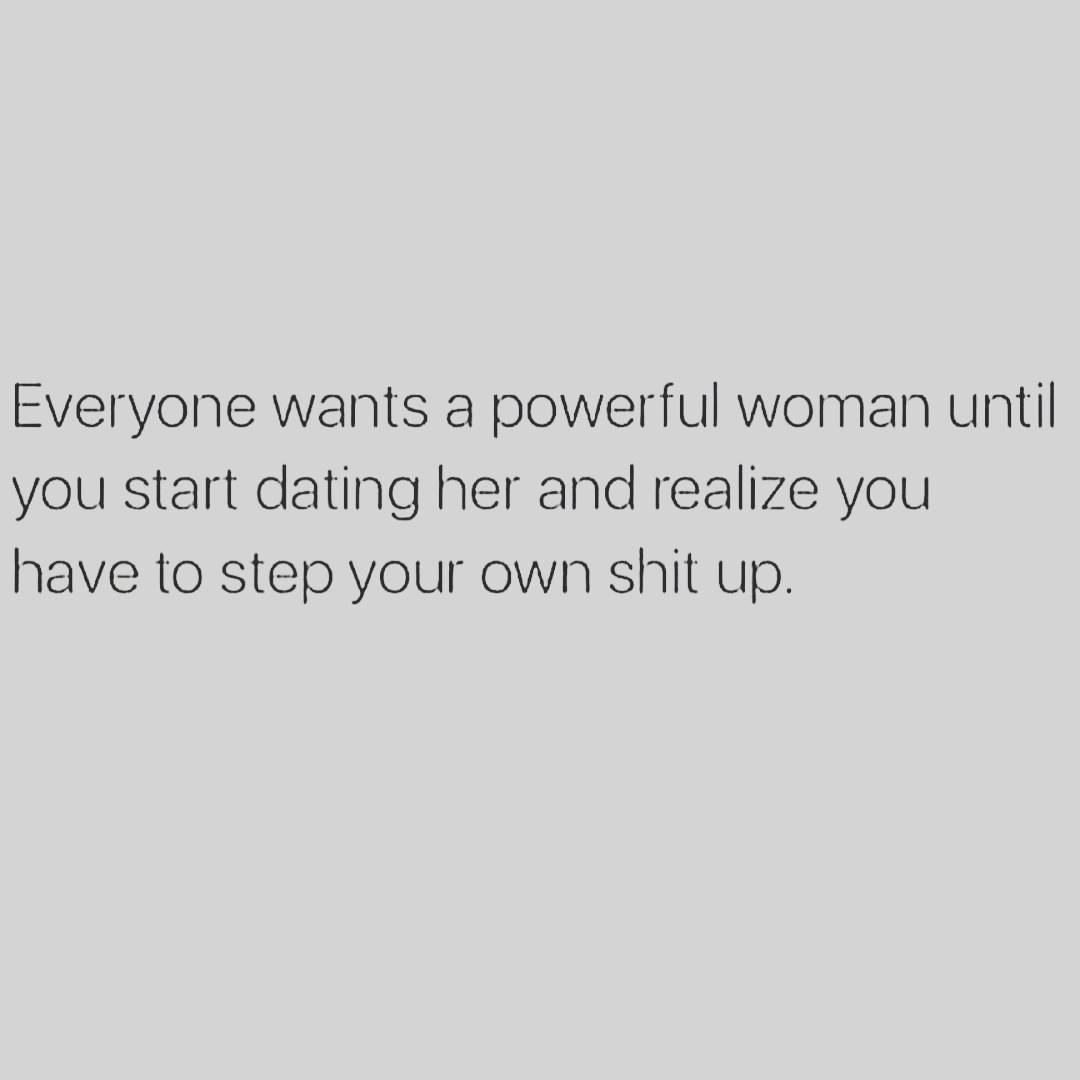 Everyone wants a powerful woman until
you start dating her and realize you
have to step your own shit up.